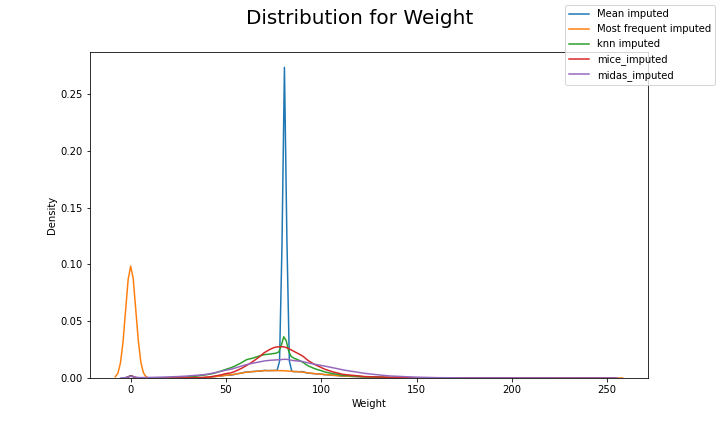 Distribution for Weight
Mean imputed
Most frequent imputed
knn imputed
mice_imputed
midas_imputed
0.25
0.20
0.15
0.10
0.05
0.00
Density
0
50
100
150
200
250
Weight